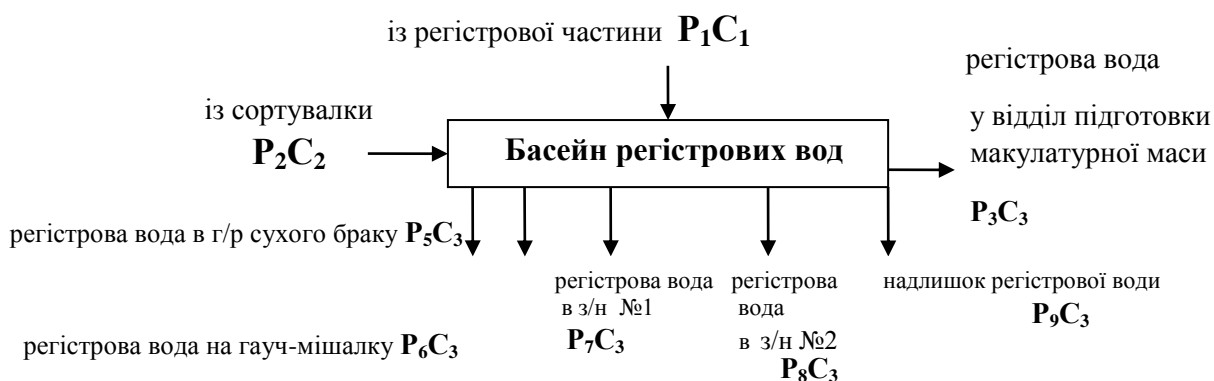 із регістрової частини P₁C₁
регістрова вода
у відділ підготовки
макулатурної маси
P₃C₃
із сортувалки
P₂C₂
Басейн регістрових вод
регістрова вода в г/р сухого браку P₅C₃
регістрова вода на гауч-мішалку P₆C₃
регістрова вода
в з/н №1
P₇C₃
регістрова
вода
в з/н №2
P₈C₃
надлишок регістрової води
P₉C₃